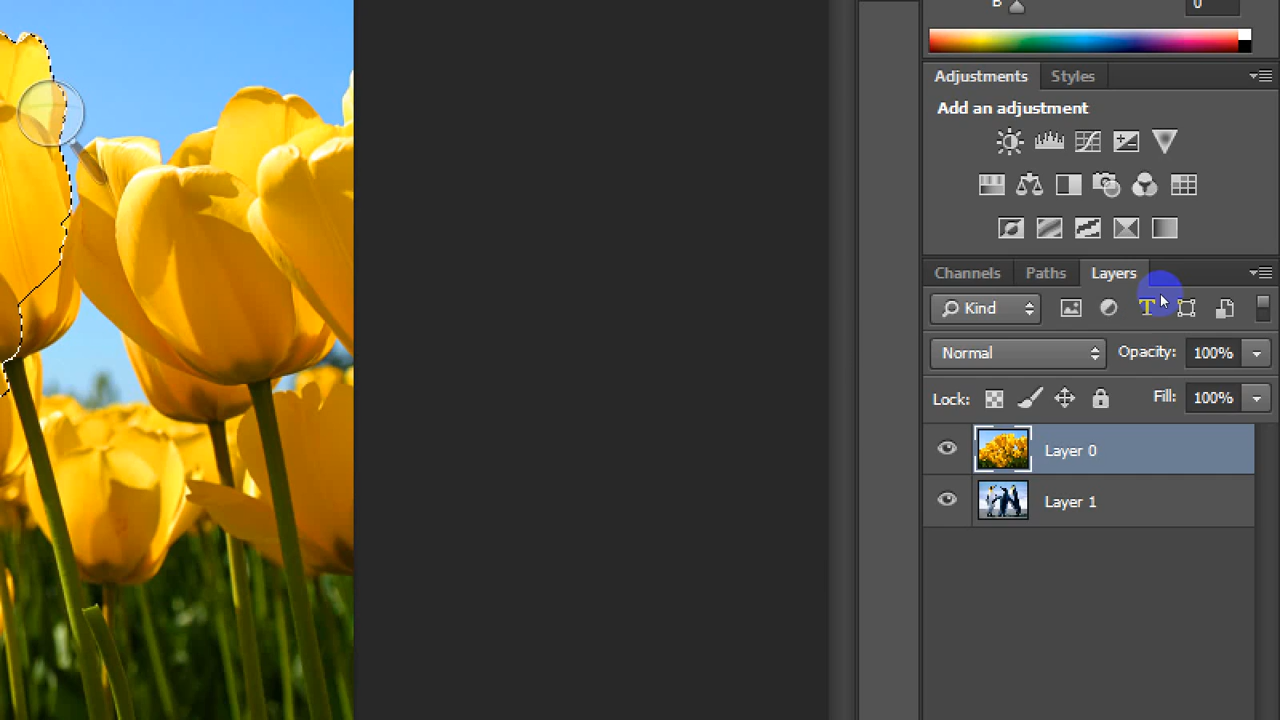 B 0
Adjustments Styles
Add an adjustment
Channels Paths Layers
Kind T
Normal Opacity: 100%
Lock: Fill: 100%
Layer 0
Layer 1